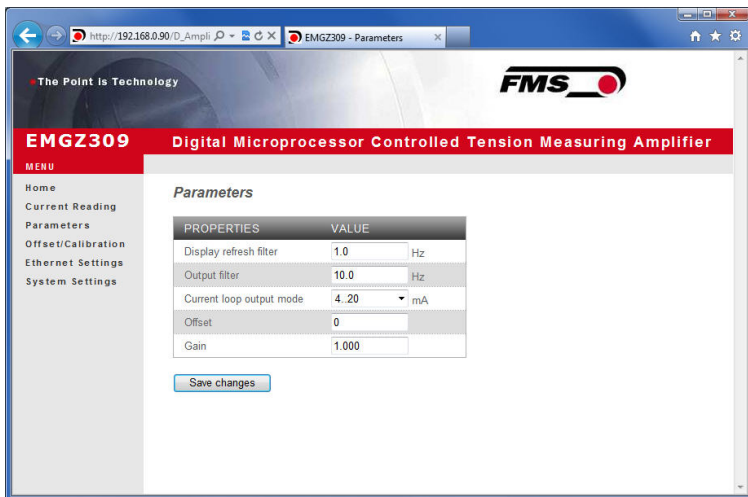 http://192.168.0.90/D_Ampli
EMGZ309 - Parameters
The Point Is Technology
FMS
EMGZ309
Digital Microprocessor Controlled Tension Measuring Amplifier
MENU
Home
Current Reading
Parameters
Offset/Calibration
Ethernet Settings
System Settings
Parameters
PROPERTIES VALUE
Display refresh filter 1.0 Hz
Output filter 10.0 Hz
Current loop output mode 4..20 mA
Offset 0
Gain 1.000
Save changes